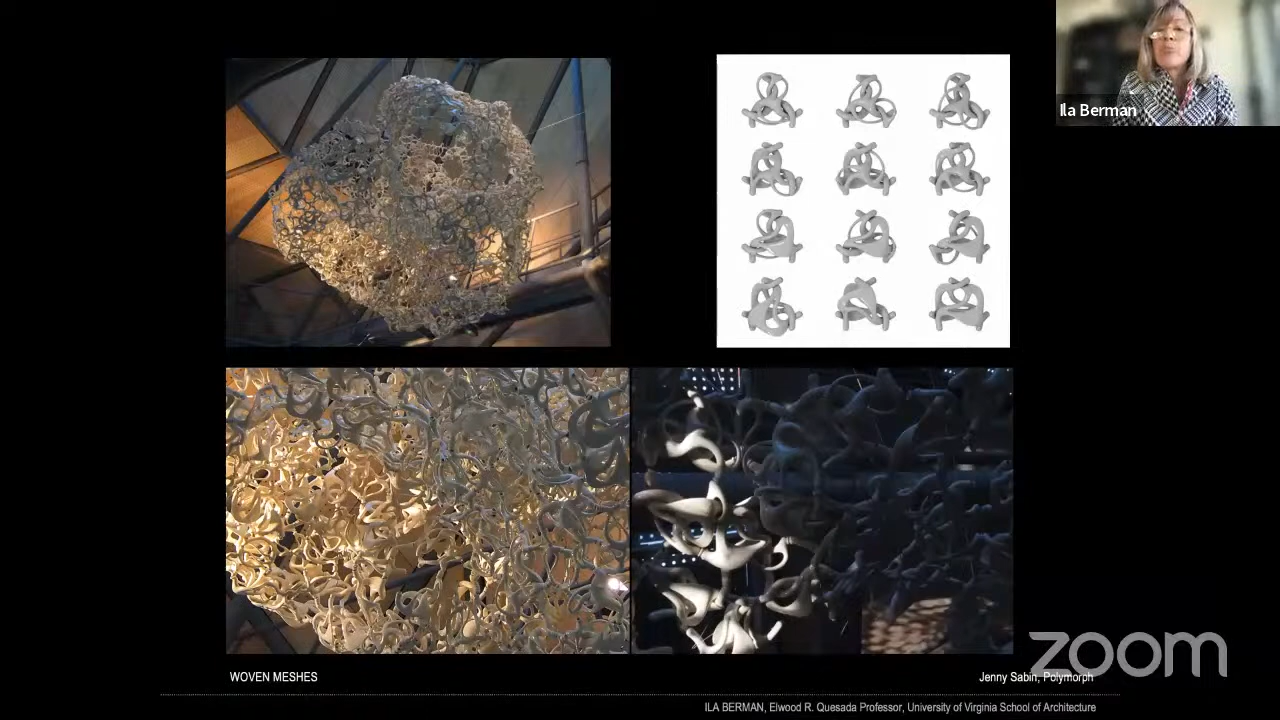 Ila Berman
WOVEN MESHES
Jenny Sabin, Polymorph
zoom
ILA BERMAN, Elwood R. Quesada Professor, University of Virginia School of Architecture